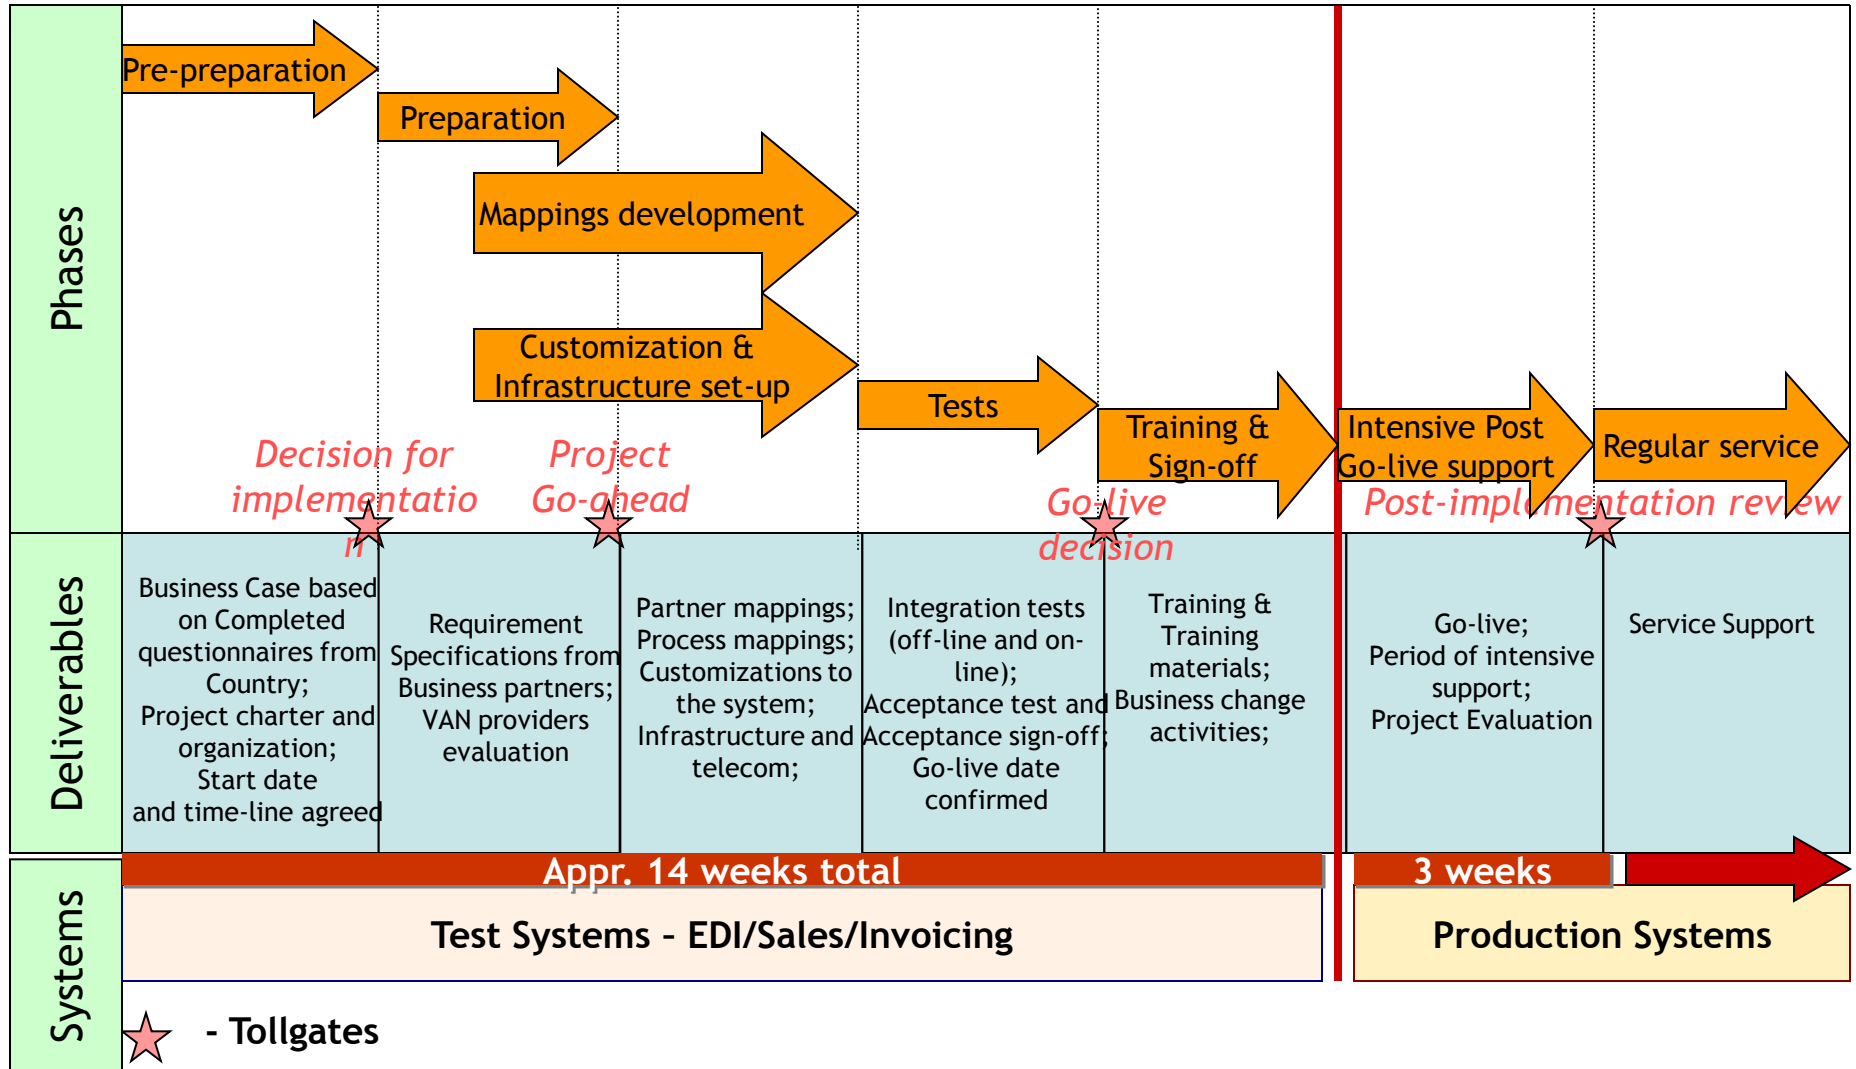 Phases
Pre-preparation
Preparation
Mappings development
Customization &
Infrastructure set-up
Tests
Training &
Sign-off
Intensive Post
Go-live support
Regular service
Decision for
implementatio
n
Project
Go-ahead
Go-live
decision
Post-implementation review
Deliverables
Business Case based
on Completed
questionnaires from
Country;
Project charter and
organization;
Start date
and time-line agreed
Requirement
Specifications from
Business partners;
VAN providers
evaluation
Partner mappings;
Process mappings;
Customizations to
the system;
Infrastructure and
telecom;
Integration tests
(off-line and on-
line);
Acceptance test and
Acceptance sign-off;
Go-live date
confirmed
Training &
Training
materials;
Business change
activities;
Go-live;
Period of intensive
support;
Project Evaluation
Service Support
Systems
Appr. 14 weeks total
3 weeks
Test Systems – EDI/Sales/Invoicing
Production Systems
- Tollgates